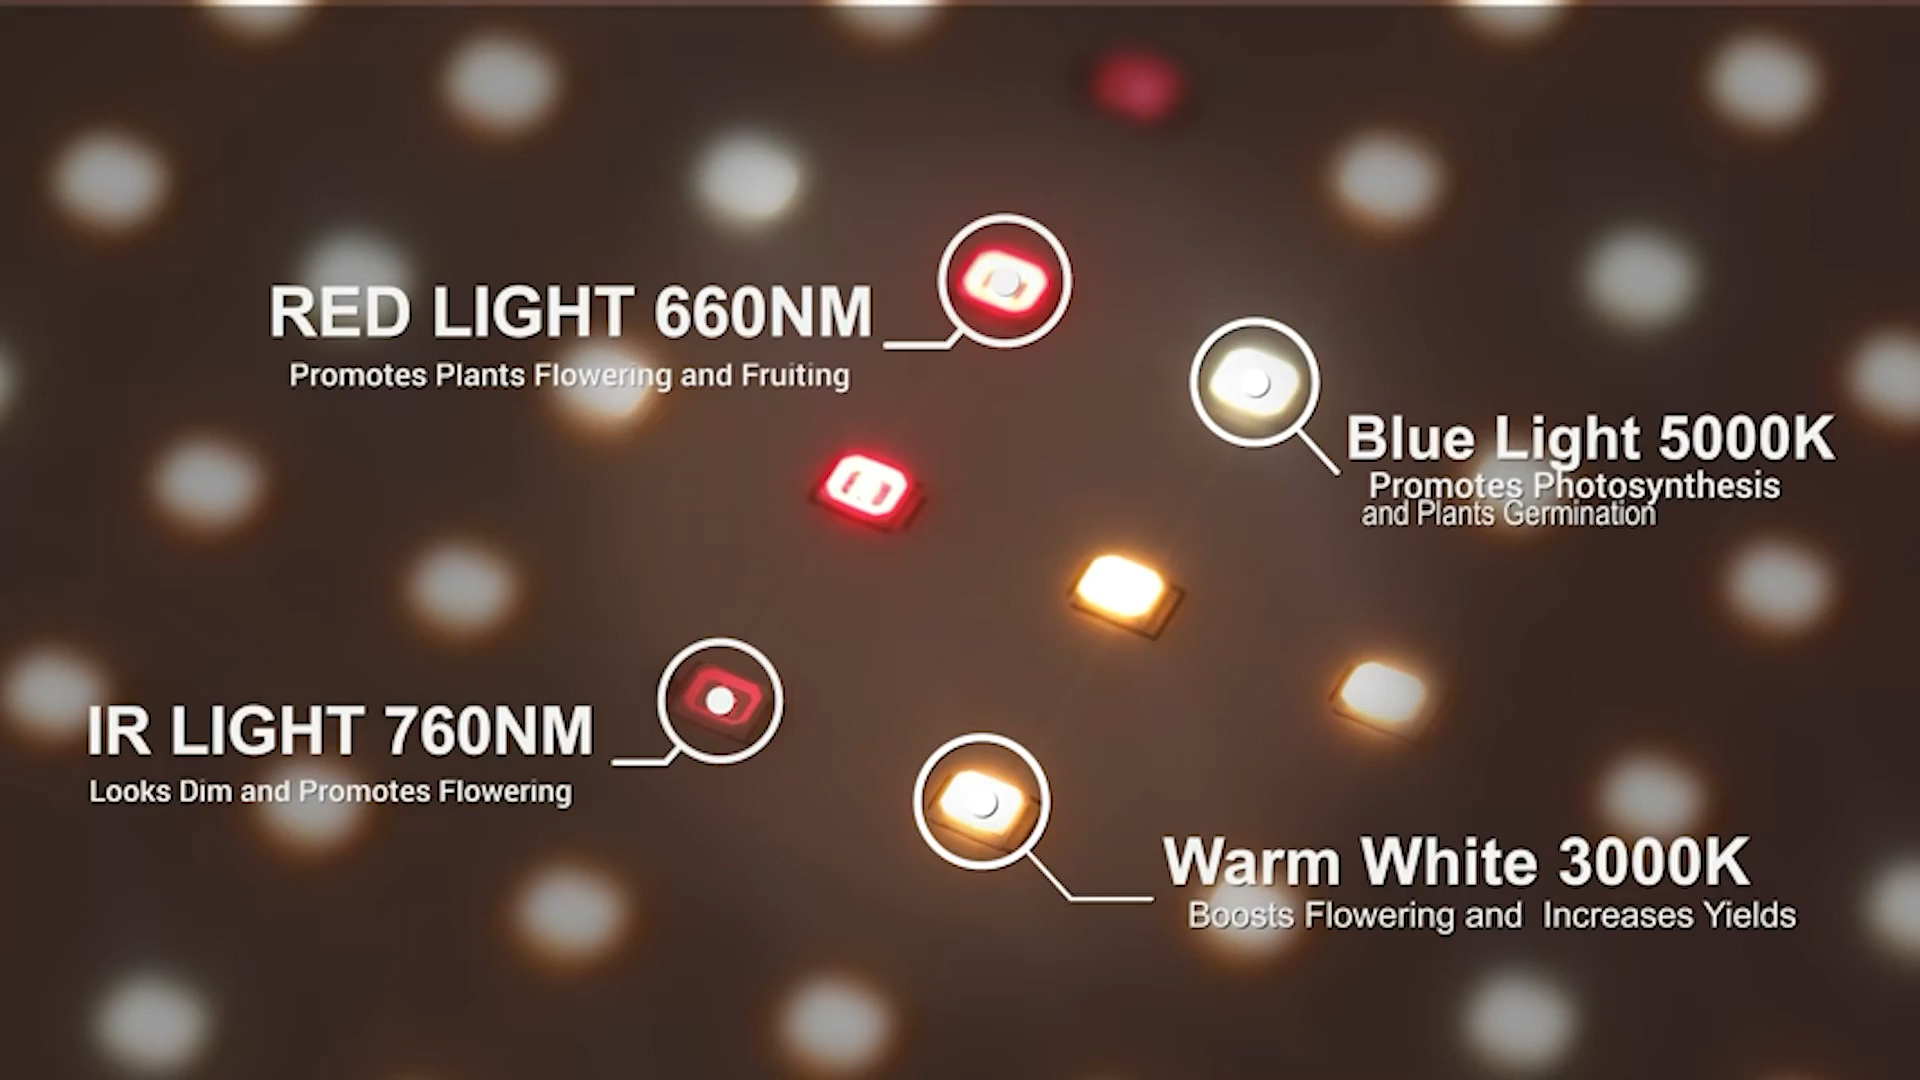 RED LIGHT 660NM
Promotes Plants Flowering and Fruiting
Blue Light 5000K
Promotes Photosynthesis
and Plants Germination
IR LIGHT 760NM
Looks Dim and Promotes Flowering
Warm White 3000K
Boosts Flowering and Increases Yields